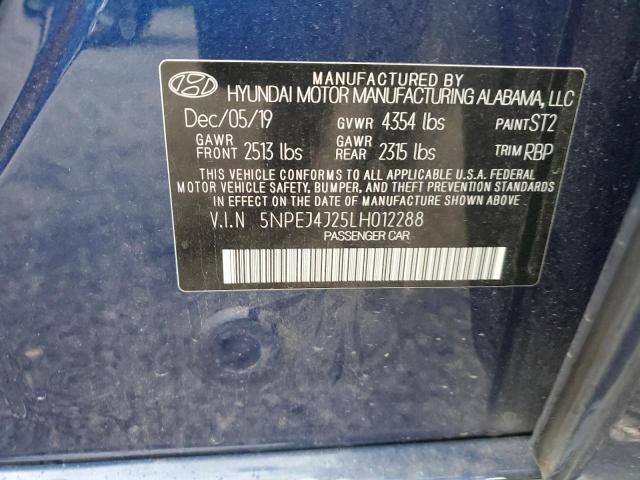 MANUFACTURED BY
HYUNDAI MOTOR MANUFACTURING ALABAMA, LLC
Dec/05/19 GVWR 4354 lbs PAINT ST2
GAWR FRONT 2513 lbs GAWR REAR 2315 lbs TRIM RBP
THIS VEHICLE CONFORMS TO ALL APPLICABLE U.S.A. FEDERAL
MOTOR VEHICLE SAFETY, BUMPER, AND THEFT PREVENTION STANDARDS
IN EFFECT ON THE DATE OF MANUFACTURE SHOWN ABOVE
V.I.N 5NPEJ4J25LH012288
PASSENGER CAR